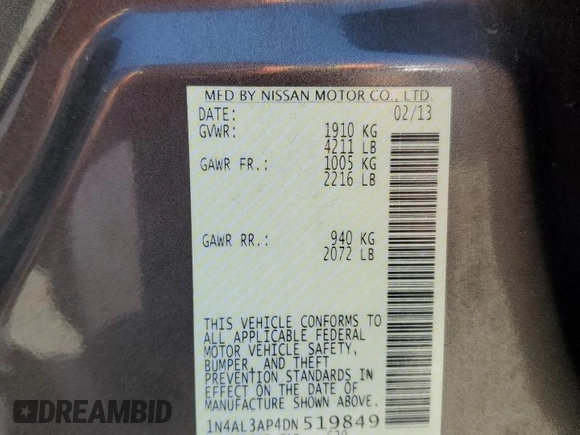 MFD BY NISSAN MOTOR CO., LTD.
DATE: 02/13
GVWR: 1910 KG
4211 LB
GAWR FR.: 1005 KG
2216 LB
GAWR RR.: 940 KG
2072 LB
THIS VEHICLE CONFORMS TO
ALL APPLICABLE FEDERAL
MOTOR VEHICLE SAFETY,
BUMPER, AND THEFT
PREVENTION STANDARDS IN
EFFECT ON THE DATE OF
MANUFACTURE SHOWN ABOVE.
1N4AL3AP4DN519849
DREAMBID